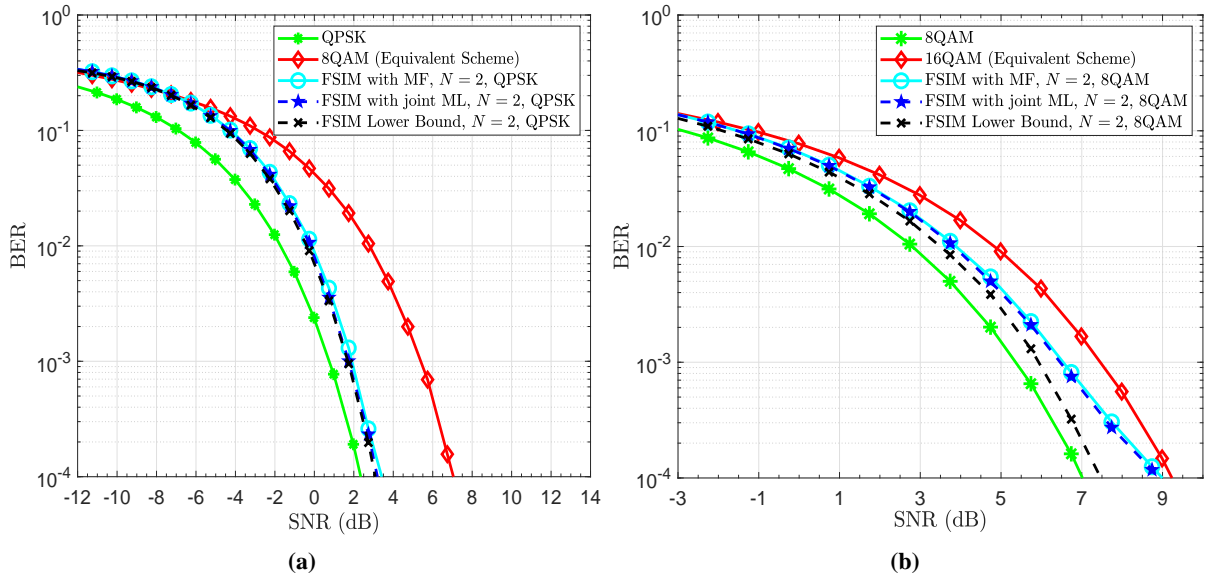 10^0
10^-1
10^-2
10^-3
10^-4
BER
-12 -10 -8 -6 -4 -2 0 2 4 6 8 10 12 14
SNR (dB)
QPSK
8QAM (Equivalent Scheme)
FSIM with MF, N = 2, QPSK
FSIM with joint ML, N = 2, QPSK
FSIM Lower Bound, N = 2, QPSK
(a)
10^0
10^-1
10^-2
10^-3
10^-4
BER
-3 -1 1 3 5 7 9
SNR (dB)
8QAM
16QAM (Equivalent Scheme)
FSIM with MF, N = 2, 8QAM
FSIM with joint ML, N = 2, 8QAM
FSIM Lower Bound, N = 2, 8QAM
(b)